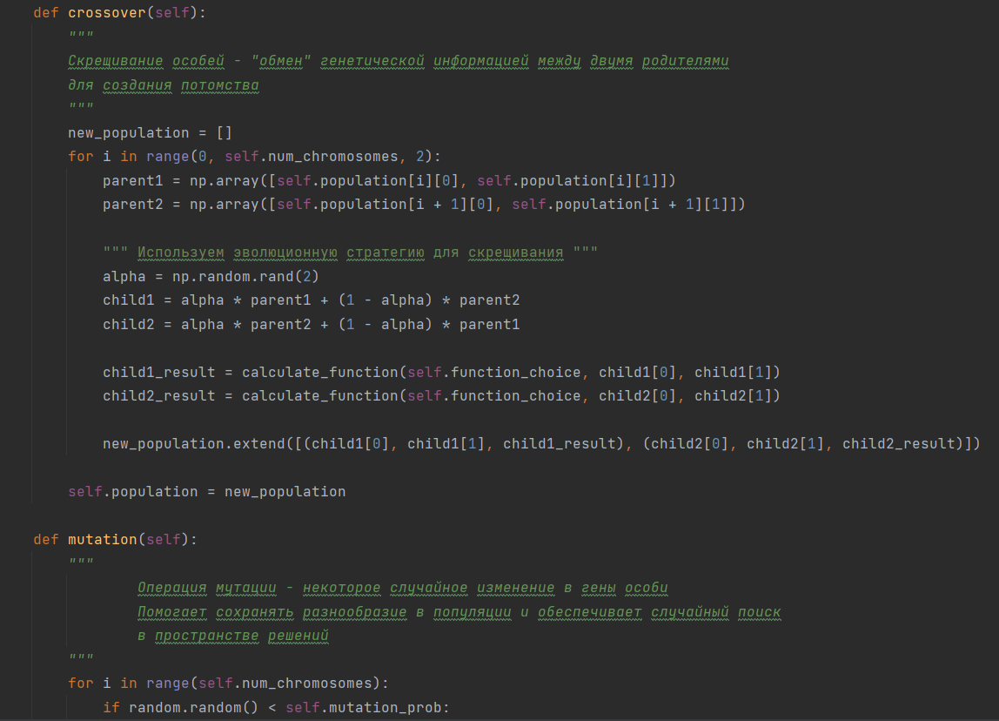 def crossover(self):
"""
Скрещивание особей - "обмен" генетической информацией между двумя родителями
для создания потомства
"""
new_population = []
for i in range(0, self.num_chromosomes, 2):
parent1 = np.array([self.population[i][0], self.population[i][1]])
parent2 = np.array([self.population[i + 1][0], self.population[i + 1][1]])
""" Используем эволюционную стратегию для скрещивания """
alpha = np.random.rand(2)
child1 = alpha * parent1 + (1 - alpha) * parent2
child2 = alpha * parent2 + (1 - alpha) * parent1
child1_result = calculate_function(self.function_choice, child1[0], child1[1])
child2_result = calculate_function(self.function_choice, child2[0], child2[1])
new_population.extend([(child1[0], child1[1], child1_result), (child2[0], child2[1], child2_result)])
self.population = new_population
def mutation(self):
"""
Операция мутации - некоторое случайное изменение в гены особи
Помогает сохранять разнообразие в популяции и обеспечивает случайный поиск
в пространстве решений
"""
for i in range(self.num_chromosomes):
if random.random() < self.mutation_prob: